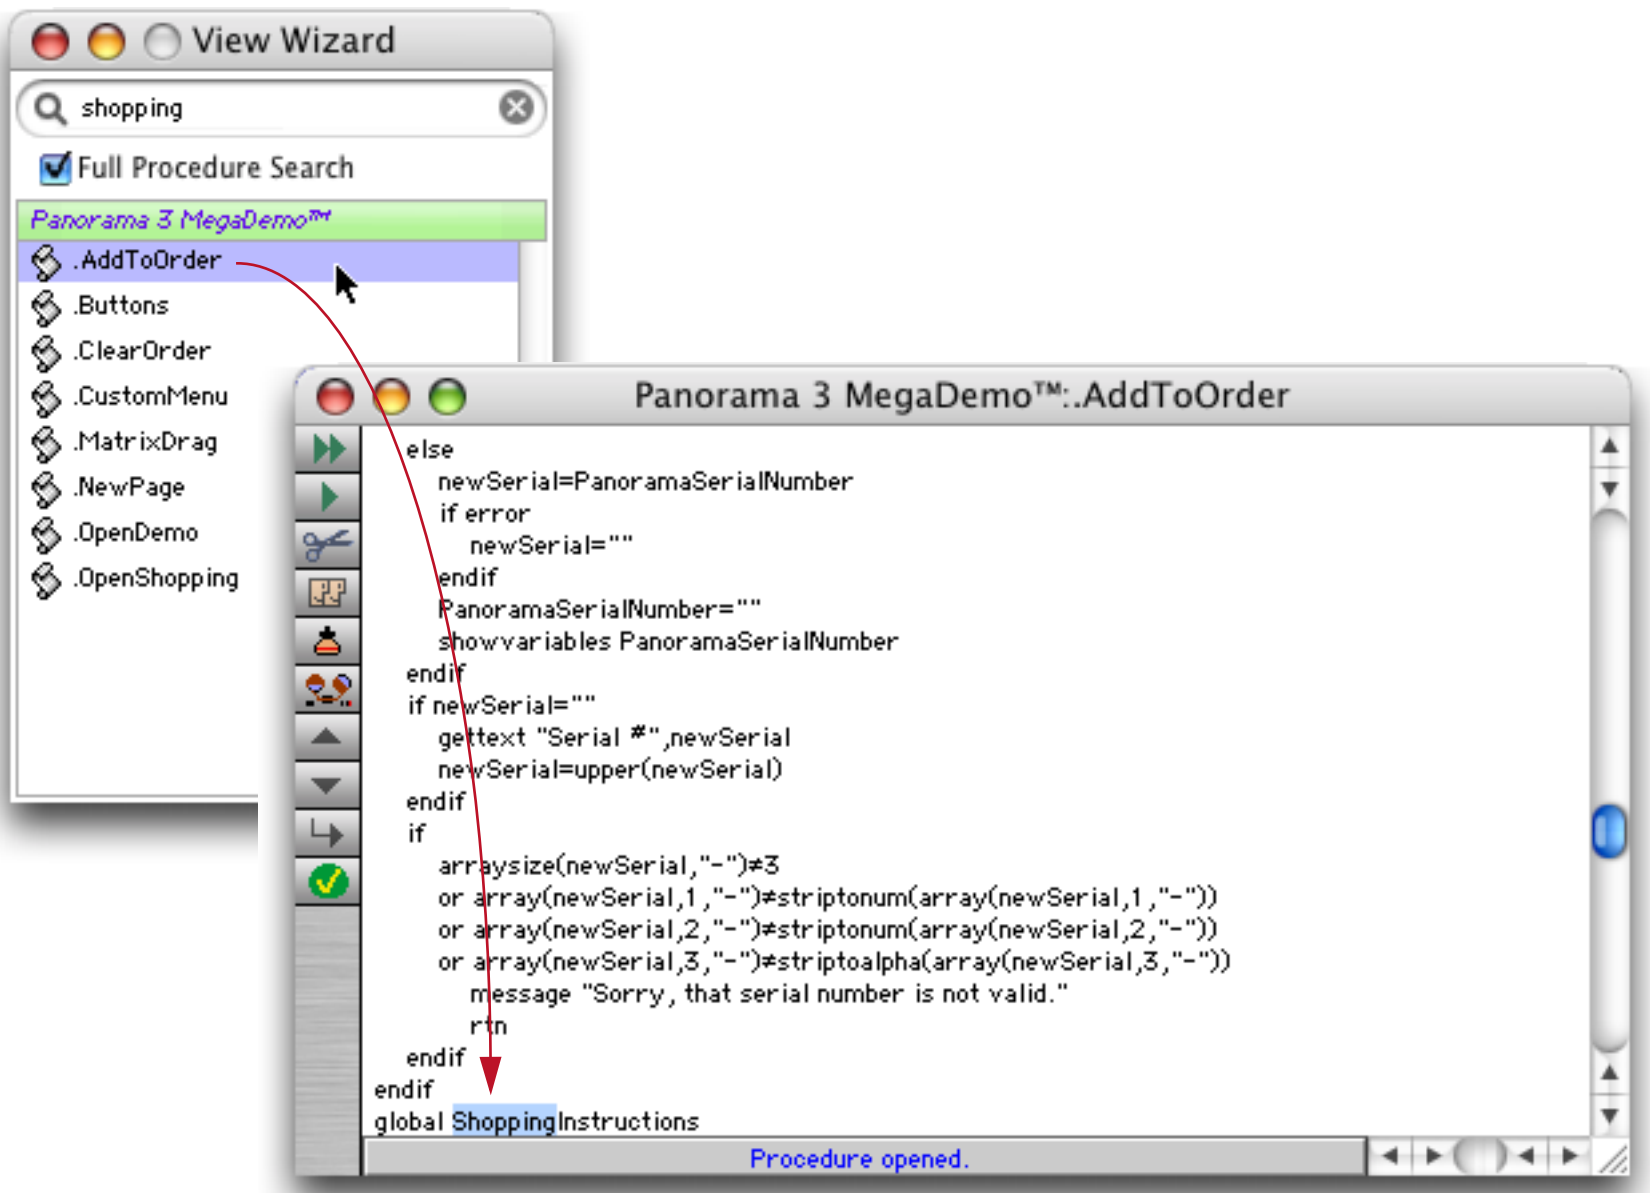 View Wizard
shopping
Full Procedure Search
Panorama 3 MegaDemo™
.AddToOrder
.Buttons
.ClearOrder
.CustomMenu
.MatrixDrag
.NewPage
.OpenDemo
.OpenShopping
Panorama 3 MegaDemo™:.AddToOrder
else
newSerial=PanoramaSerialNumber
if error
newSerial=""
endif
PanoramaSerialNumber=""
showvariables PanoramaSerialNumber
endif
if newSerial=""
gettext "Serial #",newSerial
newSerial=upper(newSerial)
endif
if
arraysize(newSerial,"-")≠3
or array(newSerial,1,"-")≠striptonum(array(newSerial,1,"-"))
or array(newSerial,2,"-")≠striptonum(array(newSerial,2,"-"))
or array(newSerial,3,"-")≠striptoalpha(array(newSerial,3,"-"))
message "Sorry, that serial number is not valid."
rtn
endif
endif
global ShoppingInstructions
Procedure opened.